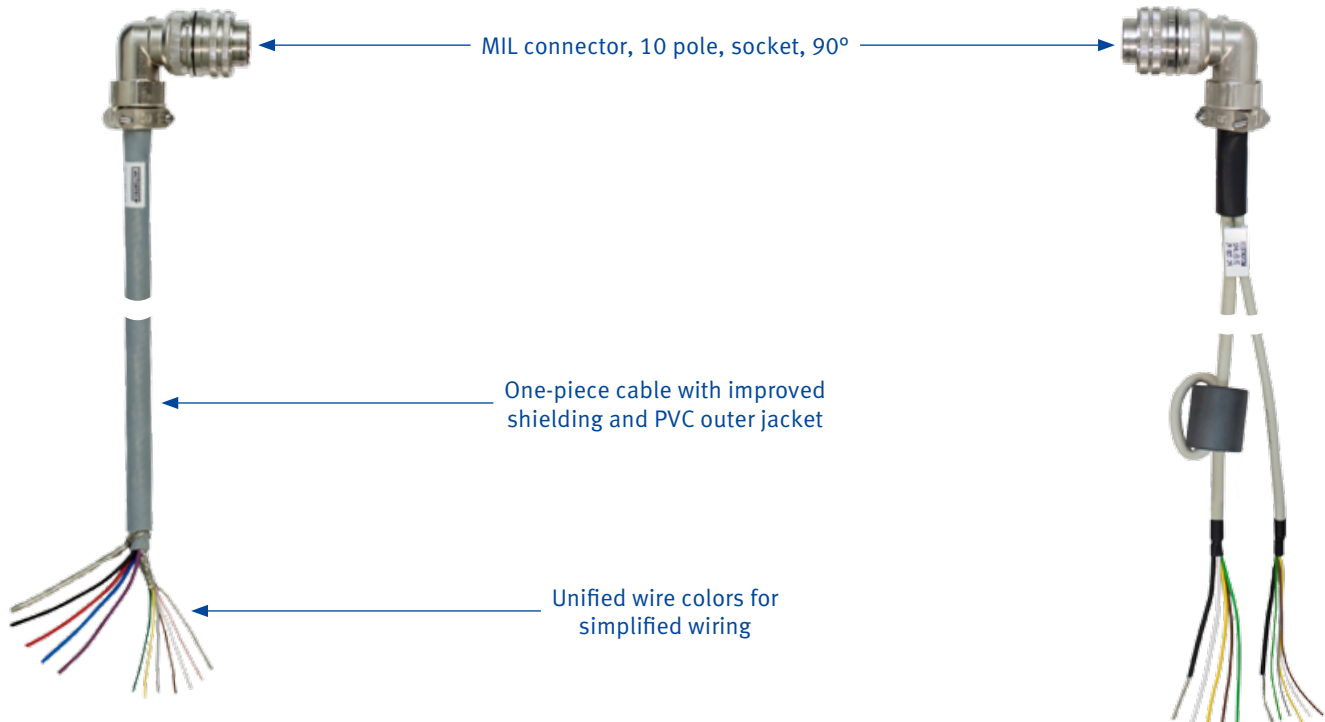 MIL connector, 10 pole, socket, 90°
One-piece cable with improved
shielding and PVC outer jacket
Unified wire colors for
simplified wiring